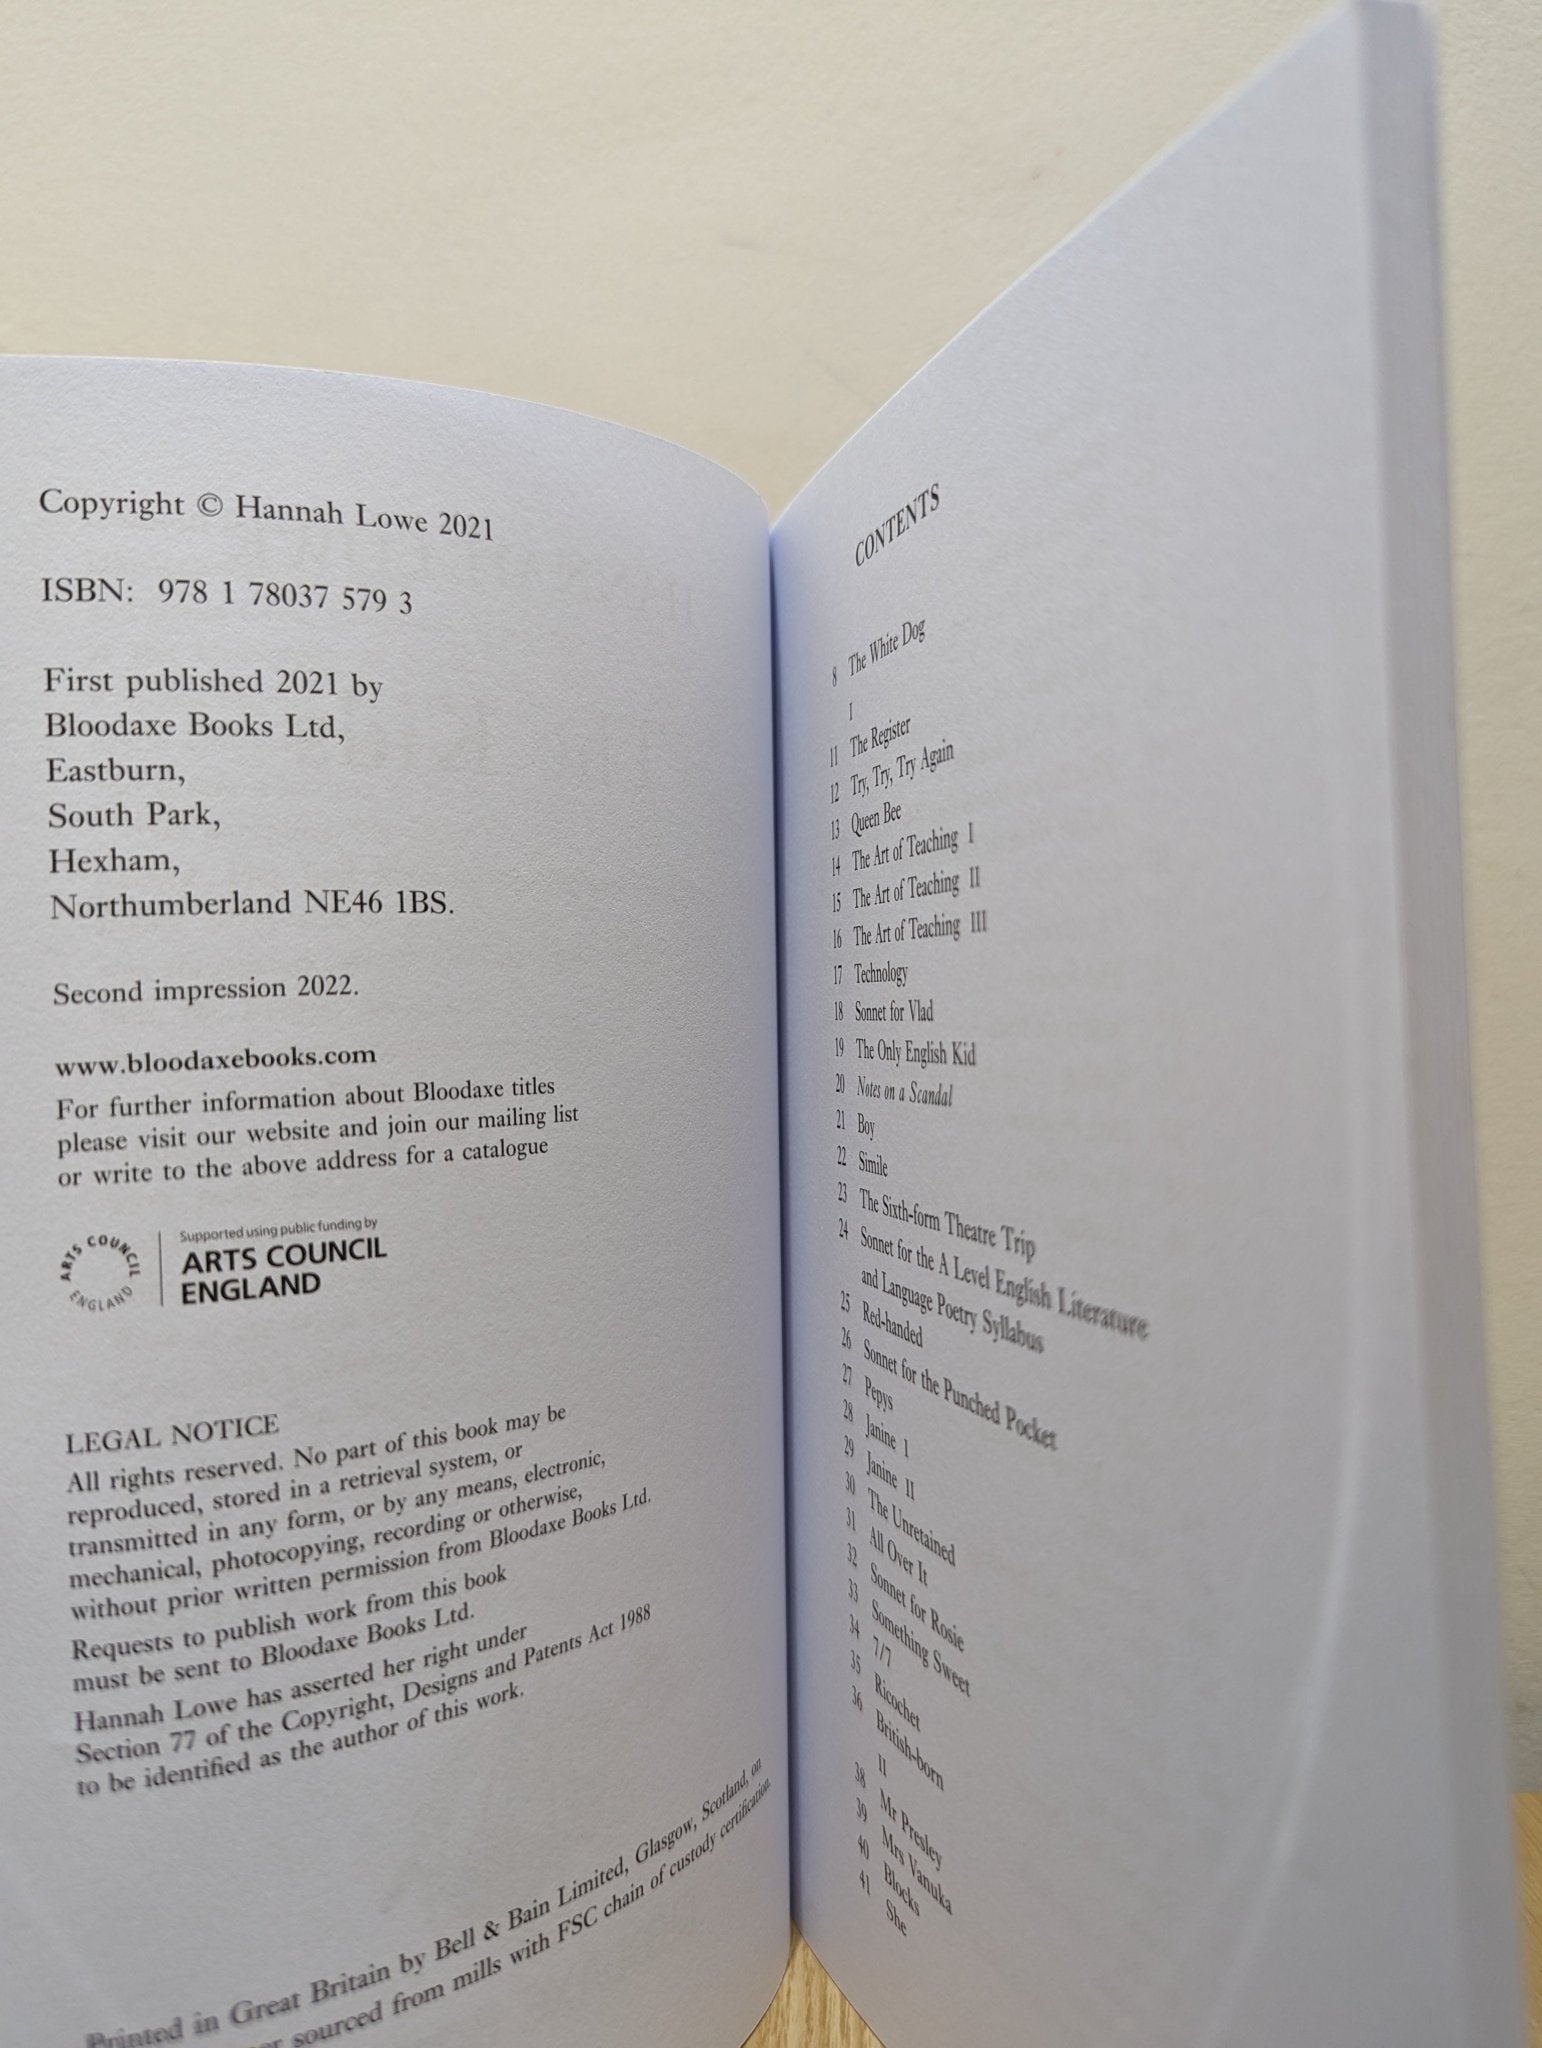 Copyright © Hannah Lowe 2021
ISBN: 978 1 78037 579 3
First published 2021 by
Bloodaxe Books Ltd,
Eastburn,
South Park,
Hexham,
Northumberland NE46 1BS.
Second impression 2022.
www.bloodaxebooks.com
For further information about Bloodaxe titles
please visit our website and join our mailing list
or write to the above address for a catalogue
ARTS COUNCIL ENGLAND
Supported using public funding by
ARTS COUNCIL
ENGLAND
LEGAL NOTICE
All rights reserved. No part of this book may be
reproduced, stored in a retrieval system, or
transmitted in any form, or by any means, electronic,
mechanical, photocopying, recording or otherwise,
without prior written permission from Bloodaxe Books Ltd.
Requests to publish work from this book
must be sent to Bloodaxe Books Ltd.
Hannah Lowe has asserted her right under
Section 77 of the Copyright, Designs and Patents Act 1988
to be identified as the author of this work.
Printed in Great Britain by Bell & Bain Limited, Glasgow, Scotland, on
sourced from mills with FSC chain of custody certification.
CONTENTS
8 The White Dog
I
11 The Register
12 Try, Try, Try Again
13 Queen Bee
14 The Art of Teaching I
15 The Art of Teaching II
16 The Art of Teaching III
17 Technology
18 Sonnet for Vlad
19 The Only English Kid
20 Notes on a Scandal
21 Boy
22 Simile
23 The Sixth-form Theatre Trip
24 Sonnet for the A Level English Literature
and Language Poetry Syllabus
25 Red-handed
26 Sonnet for the Punched Pocket
27 Pepys
28 Janine I
29 Janine II
30 The Unretained
31 All Over It
32 Sonnet for Rosie
33 Something Sweet
34 7/7
35 Ricochet
36 British-born
II
38 Mr Presley
39 Mrs Vanuka
40 Blocks
41 She